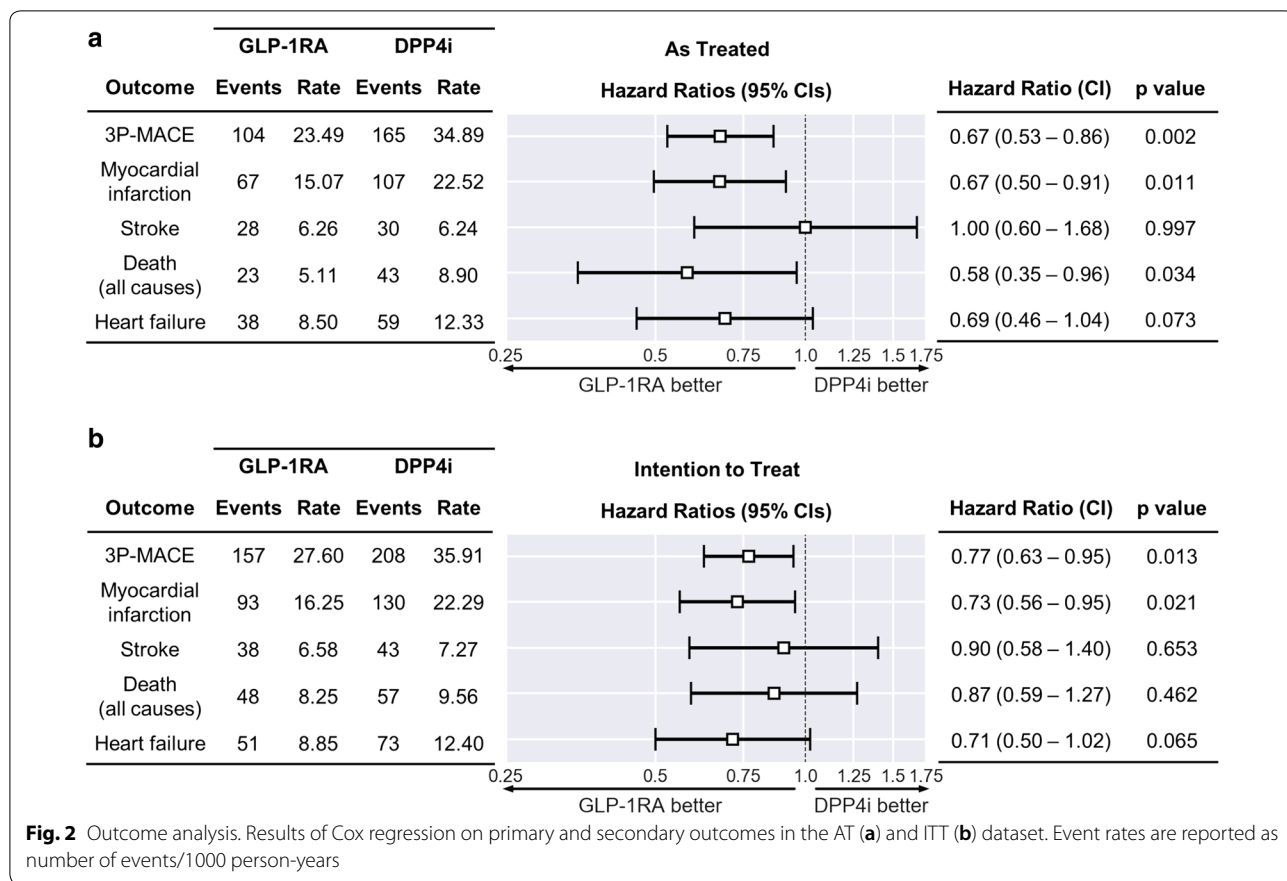 a
GLP-1RA DPP4i As Treated
Outcome Events Rate Events Rate Hazard Ratios (95% CIs) Hazard Ratio (CI) p value
3P-MACE 104 23.49 165 34.89 0.67 (0.53 – 0.86) 0.002
Myocardial
infarction 67 15.07 107 22.52 0.67 (0.50 – 0.91) 0.011
Stroke 28 6.26 30 6.24 1.00 (0.60 – 1.68) 0.997
Death
(all causes) 23 5.11 43 8.90 0.58 (0.35 – 0.96) 0.034
Heart failure 38 8.50 59 12.33 0.69 (0.46 – 1.04) 0.073
0.25 0.5 0.75 1.0 1.25 1.5 1.75
GLP-1RA better DPP4i better
b
GLP-1RA DPP4i Intention to Treat
Outcome Events Rate Events Rate Hazard Ratios (95% CIs) Hazard Ratio (CI) p value
3P-MACE 157 27.60 208 35.91 0.77 (0.63 – 0.95) 0.013
Myocardial
infarction 93 16.25 130 22.29 0.73 (0.56 – 0.95) 0.021
Stroke 38 6.58 43 7.27 0.90 (0.58 – 1.40) 0.653
Death
(all causes) 48 8.25 57 9.56 0.87 (0.59 – 1.27) 0.462
Heart failure 51 8.85 73 12.40 0.71 (0.50 – 1.02) 0.065
0.25 0.5 0.75 1.0 1.25 1.5 1.75
GLP-1RA better DPP4i better
Fig. 2 Outcome analysis. Results of Cox regression on primary and secondary outcomes in the AT (a) and ITT (b) dataset. Event rates are reported as
number of events/1000 person-years